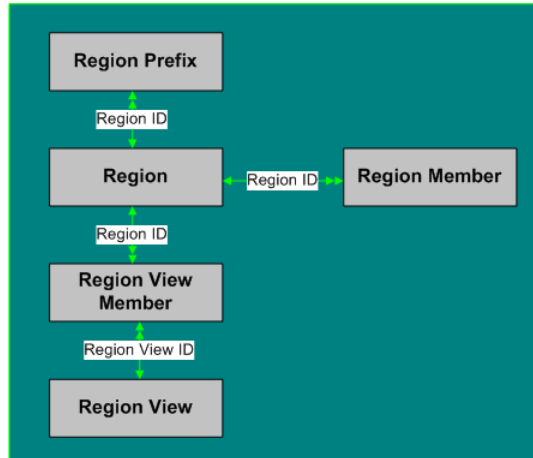 Region Prefix
Region ID
Region
Region ID
Region Member
Region ID
Region View
Member
Region View ID
Region View